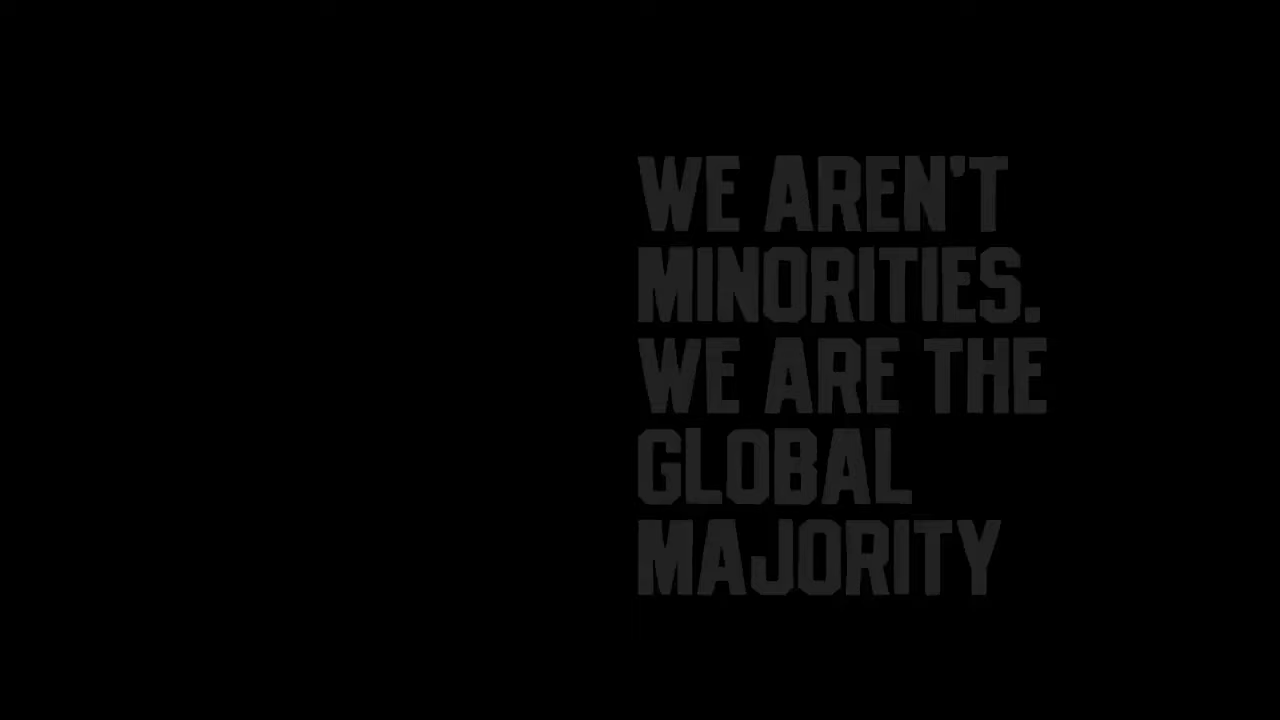 WE AREN'T
MINORITIES.
WE ARE THE
GLOBAL
MAJORITY